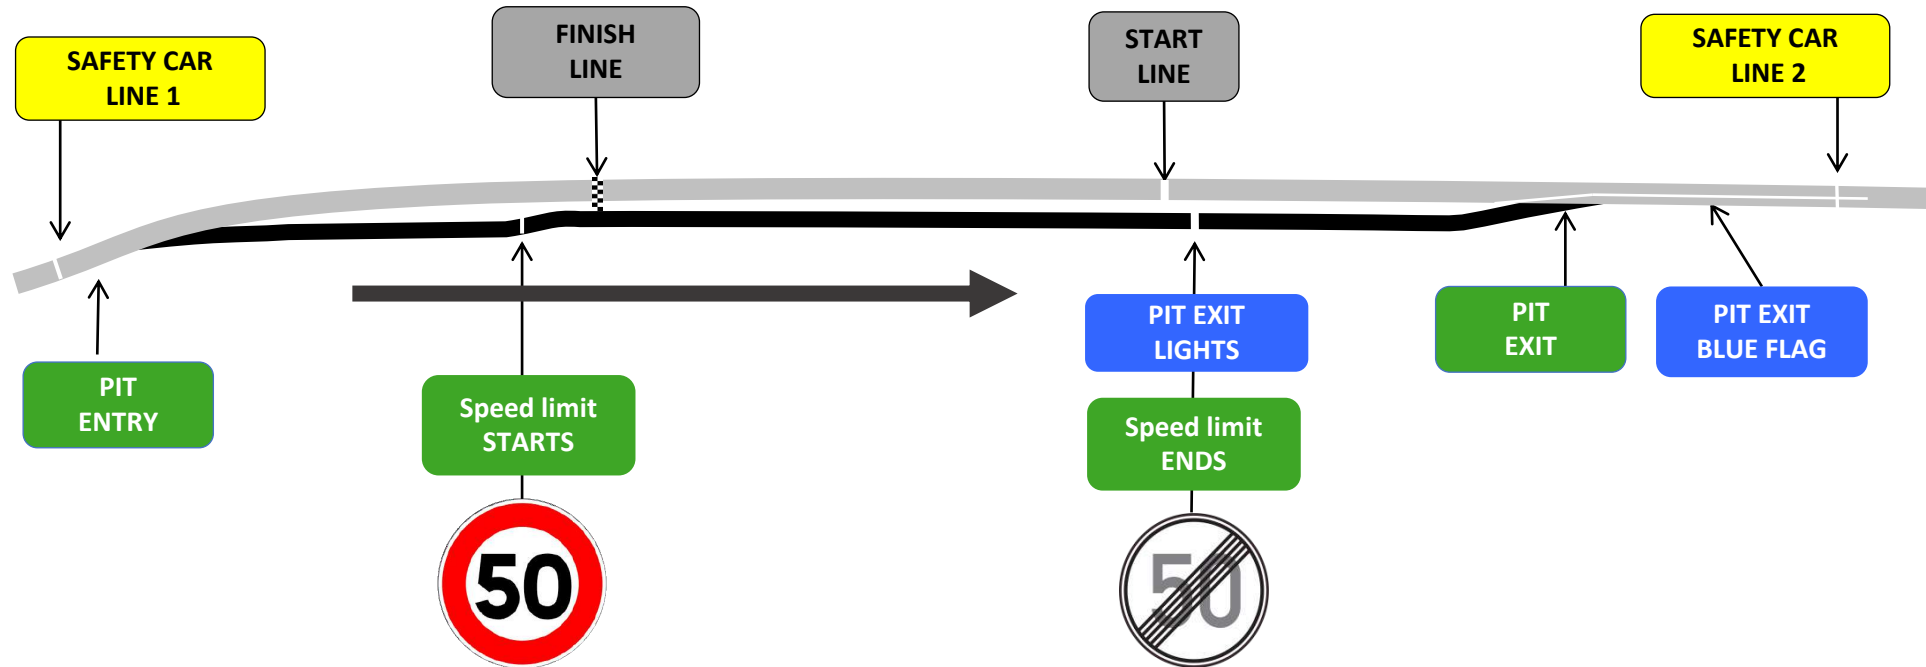 SAFETY CAR
LINE 1
FINISH
LINE
START
LINE
SAFETY CAR
LINE 2
PIT
ENTRY
Speed limit
STARTS
50
PIT EXIT
LIGHTS
Speed limit
ENDS
50
PIT
EXIT
PIT EXIT
BLUE FLAG